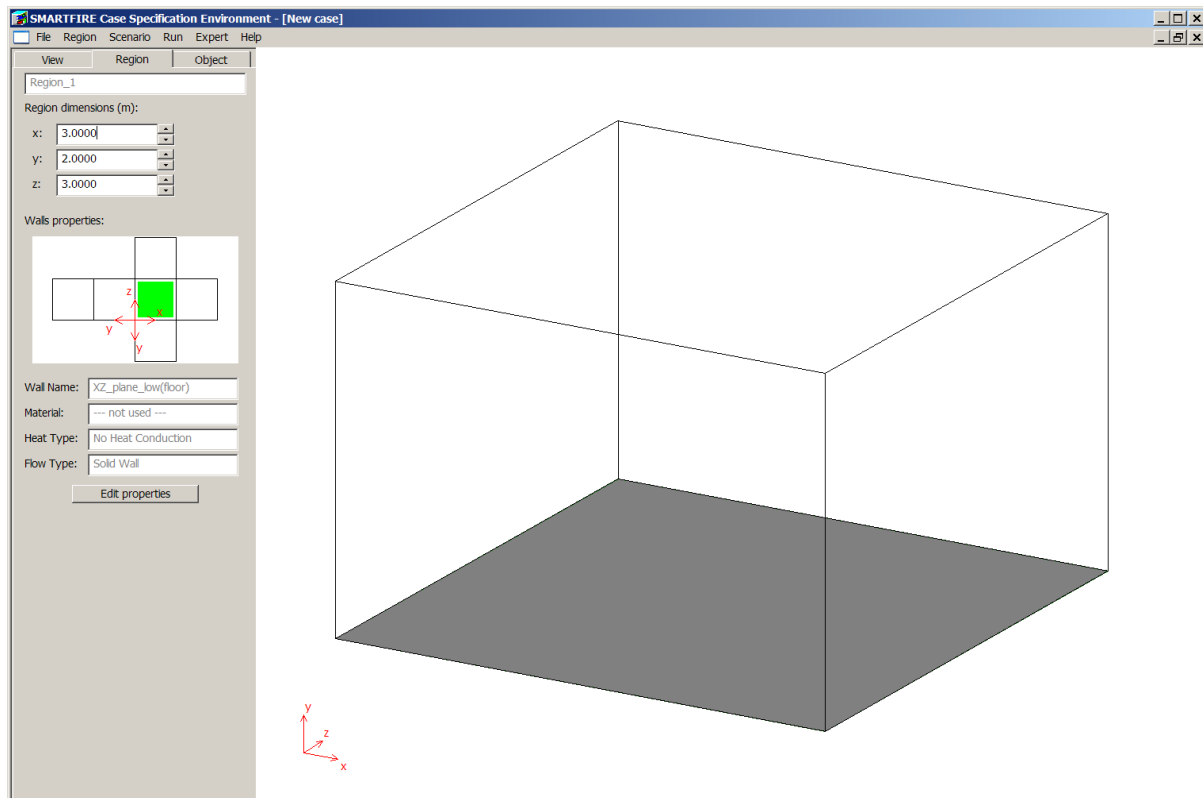 SMARTFIRE Case Specification Environment - [New case]
File Region Scenario Run Expert Help
View Region Object
Region_1
Region dimensions (m):
x: 3.0000
y: 2.0000
z: 3.0000
Walls properties:
z
x
y
y
Wall Name: XZ_plane_low(floor)
Material: --- not used ---
Heat Type: No Heat Conduction
Flow Type: Solid Wall
Edit properties
y
z
x